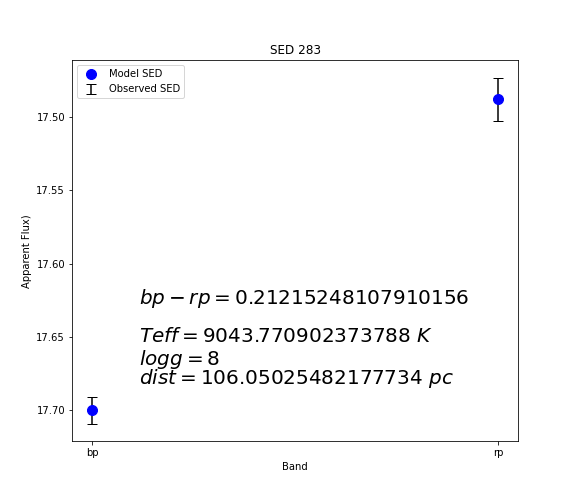 SED 283
Model SED
Observed SED
17.50
17.55
17.60
17.65
17.70
Apparent Flux)
bp − rp = 0.21215248107910156
Teff = 9043.770902373788 K
logg = 8
dist = 106.05025482177734 pc
bp
rp
Band